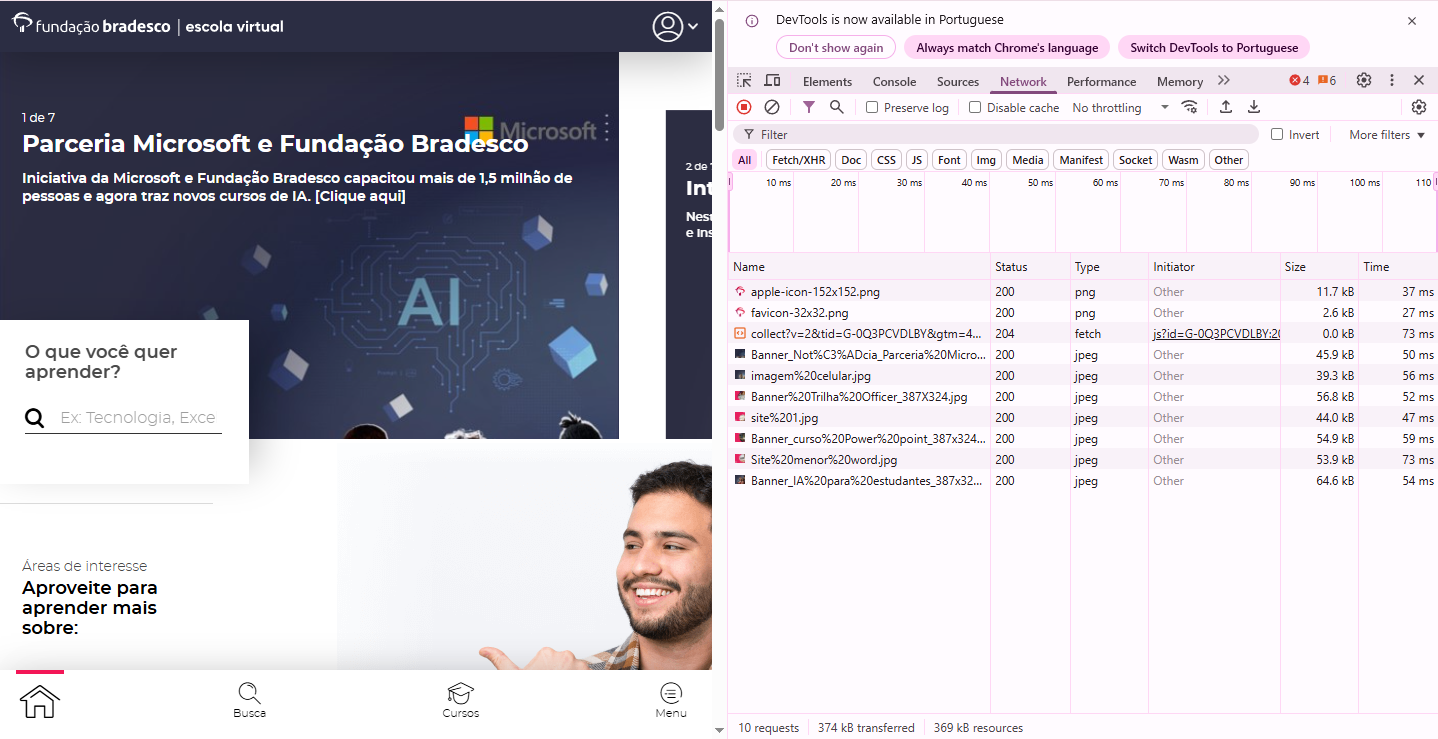 fundação bradesco | escola virtual
1 de 7
Microsoft
Parceria Microsoft e Fundação Bradesco
Iniciativa da Microsoft e Fundação Bradesco capacitou mais de 1,5 milhão de
pessoas e agora traz novos cursos de IA. [Clique aqui]
AI
2 de
Int
Nest
e Ins
O que você quer
aprender?
Ex: Tecnologia, Exce
Áreas de interesse
Aproveite para
aprender mais
sobre:
Busca
Cursos
Menu
DevTools is now available in Portuguese
Don't show again
Always match Chrome's language
Switch DevTools to Portuguese
Elements Console Sources Network Performance Memory 4 6
Preserve log Disable cache No throttling
Filter Invert More filters
All Fetch/XHR Doc CSS JS Font Img Media Manifest Socket Wasm Other
10 ms 20 ms 30 ms 40 ms 50 ms 60 ms 70 ms 80 ms 90 ms 100 ms 110
Name Status Type Initiator Size Time
apple-icon-152x152.png 200 png Other 11.7 kB 37 ms
favicon-32x32.png 200 png Other 2.6 kB 27 ms
collect?v=2&tid=G-0Q3PCVDLBY&gtm=4... 204 fetch js?id=G-0Q3PCVDLBY:20 0.0 kB 73 ms
Banner_Not%C3%ADcia_Parceria%20Micro... 200 jpeg Other 45.9 kB 50 ms
imagem%20celular.jpg 200 jpeg Other 39.3 kB 56 ms
Banner%20Trilha%20Officer_387X324.jpg 200 jpeg Other 56.8 kB 52 ms
site%201.jpg 200 jpeg Other 44.0 kB 47 ms
Banner_curso%20Power%20point_387x324... 200 jpeg Other 54.9 kB 59 ms
Site%20menor%20word.jpg 200 jpeg Other 53.9 kB 73 ms
Banner_IA%20para%20estudantes_387x32... 200 jpeg Other 64.6 kB 54 ms
10 requests 374 kB transferred 369 kB resources